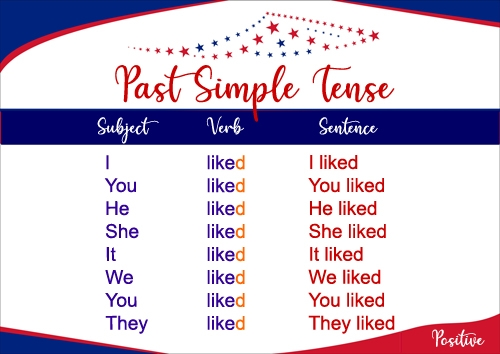 Past Simple Tense
Subject Verb Sentence
I liked I liked
You liked You liked
He liked He liked
She liked She liked
It liked It liked
We liked We liked
You liked You liked
They liked They liked
Positive